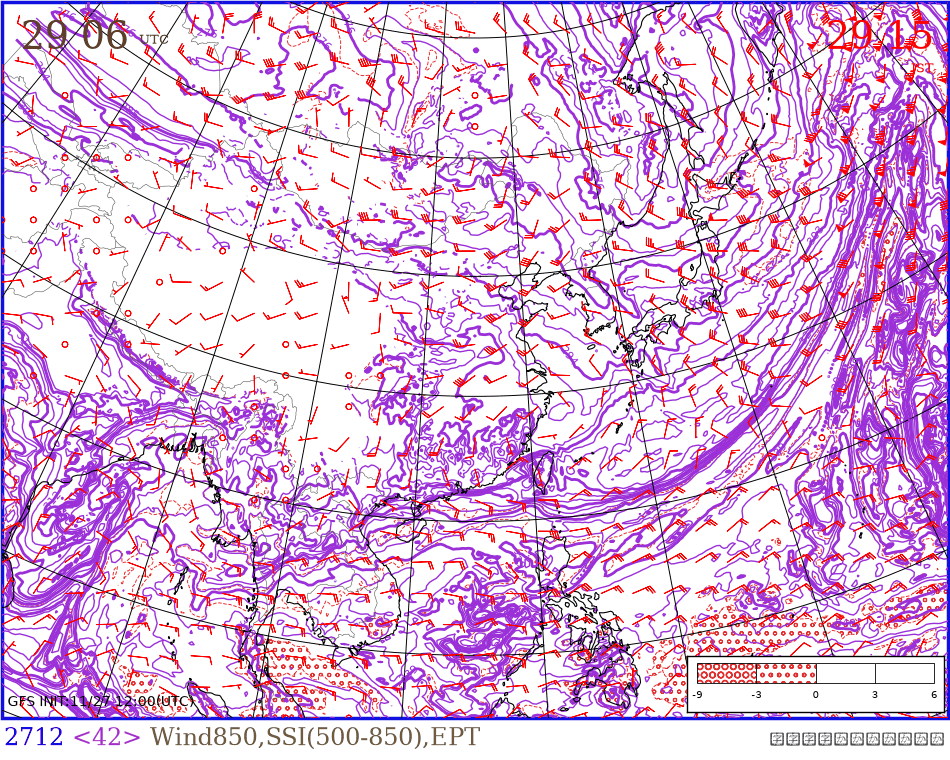 29 06 UTC
29 15
JST
GFS INIT:11/27 12:00(UTC)
-9 -3 0 3 6
2712 <42> Wind850,SSI(500-850),EPT